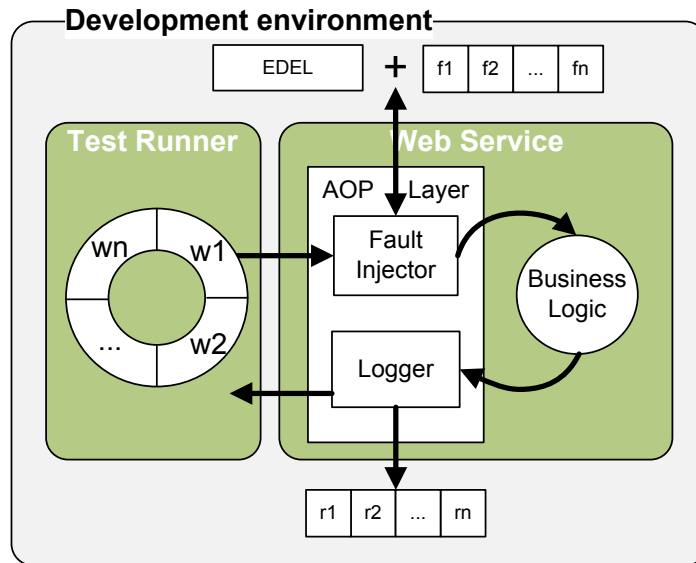 Development environment
EDEL + f1 f2 ... fn
Test Runner
Web Service
AOP Layer
wn w1
... w2
Fault
Injector
Business
Logic
Logger
r1 r2 ... rn